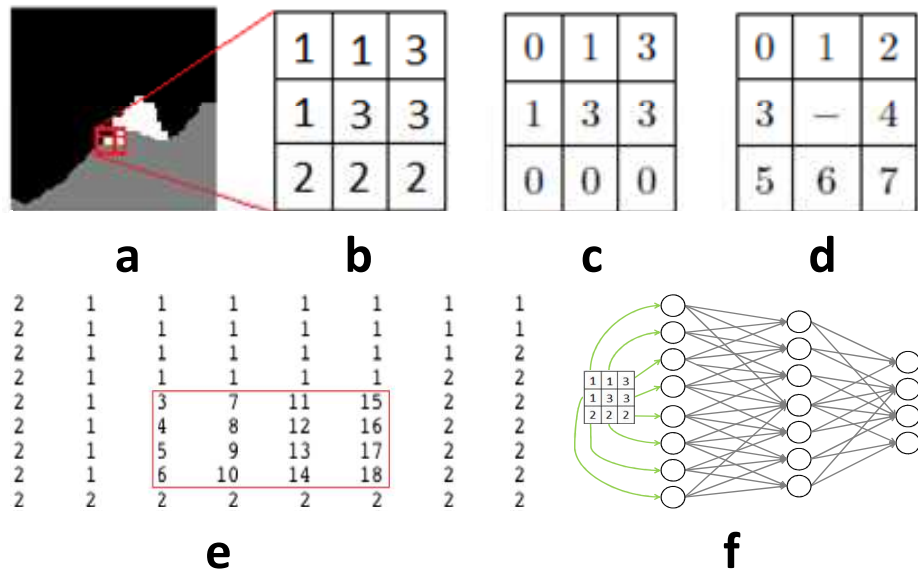 1 1 3
1 3 3
2 2 2
0 1 3
1 3 3
0 0 0
0 1 2
3 – 4
5 6 7
a b c d
2 1 1 1 1 1 1 1
2 1 1 1 1 1 1 1
2 1 1 1 1 1 1 2
2 1 1 1 1 1 2 2
2 1 3 7 11 15 2 2
2 1 4 8 12 16 2 2
2 1 5 9 13 17 2 2
2 1 6 10 14 18 2 2
2 2 2 2 2 2 2 2
1 1 3
1 3 3
2 2 2
e f